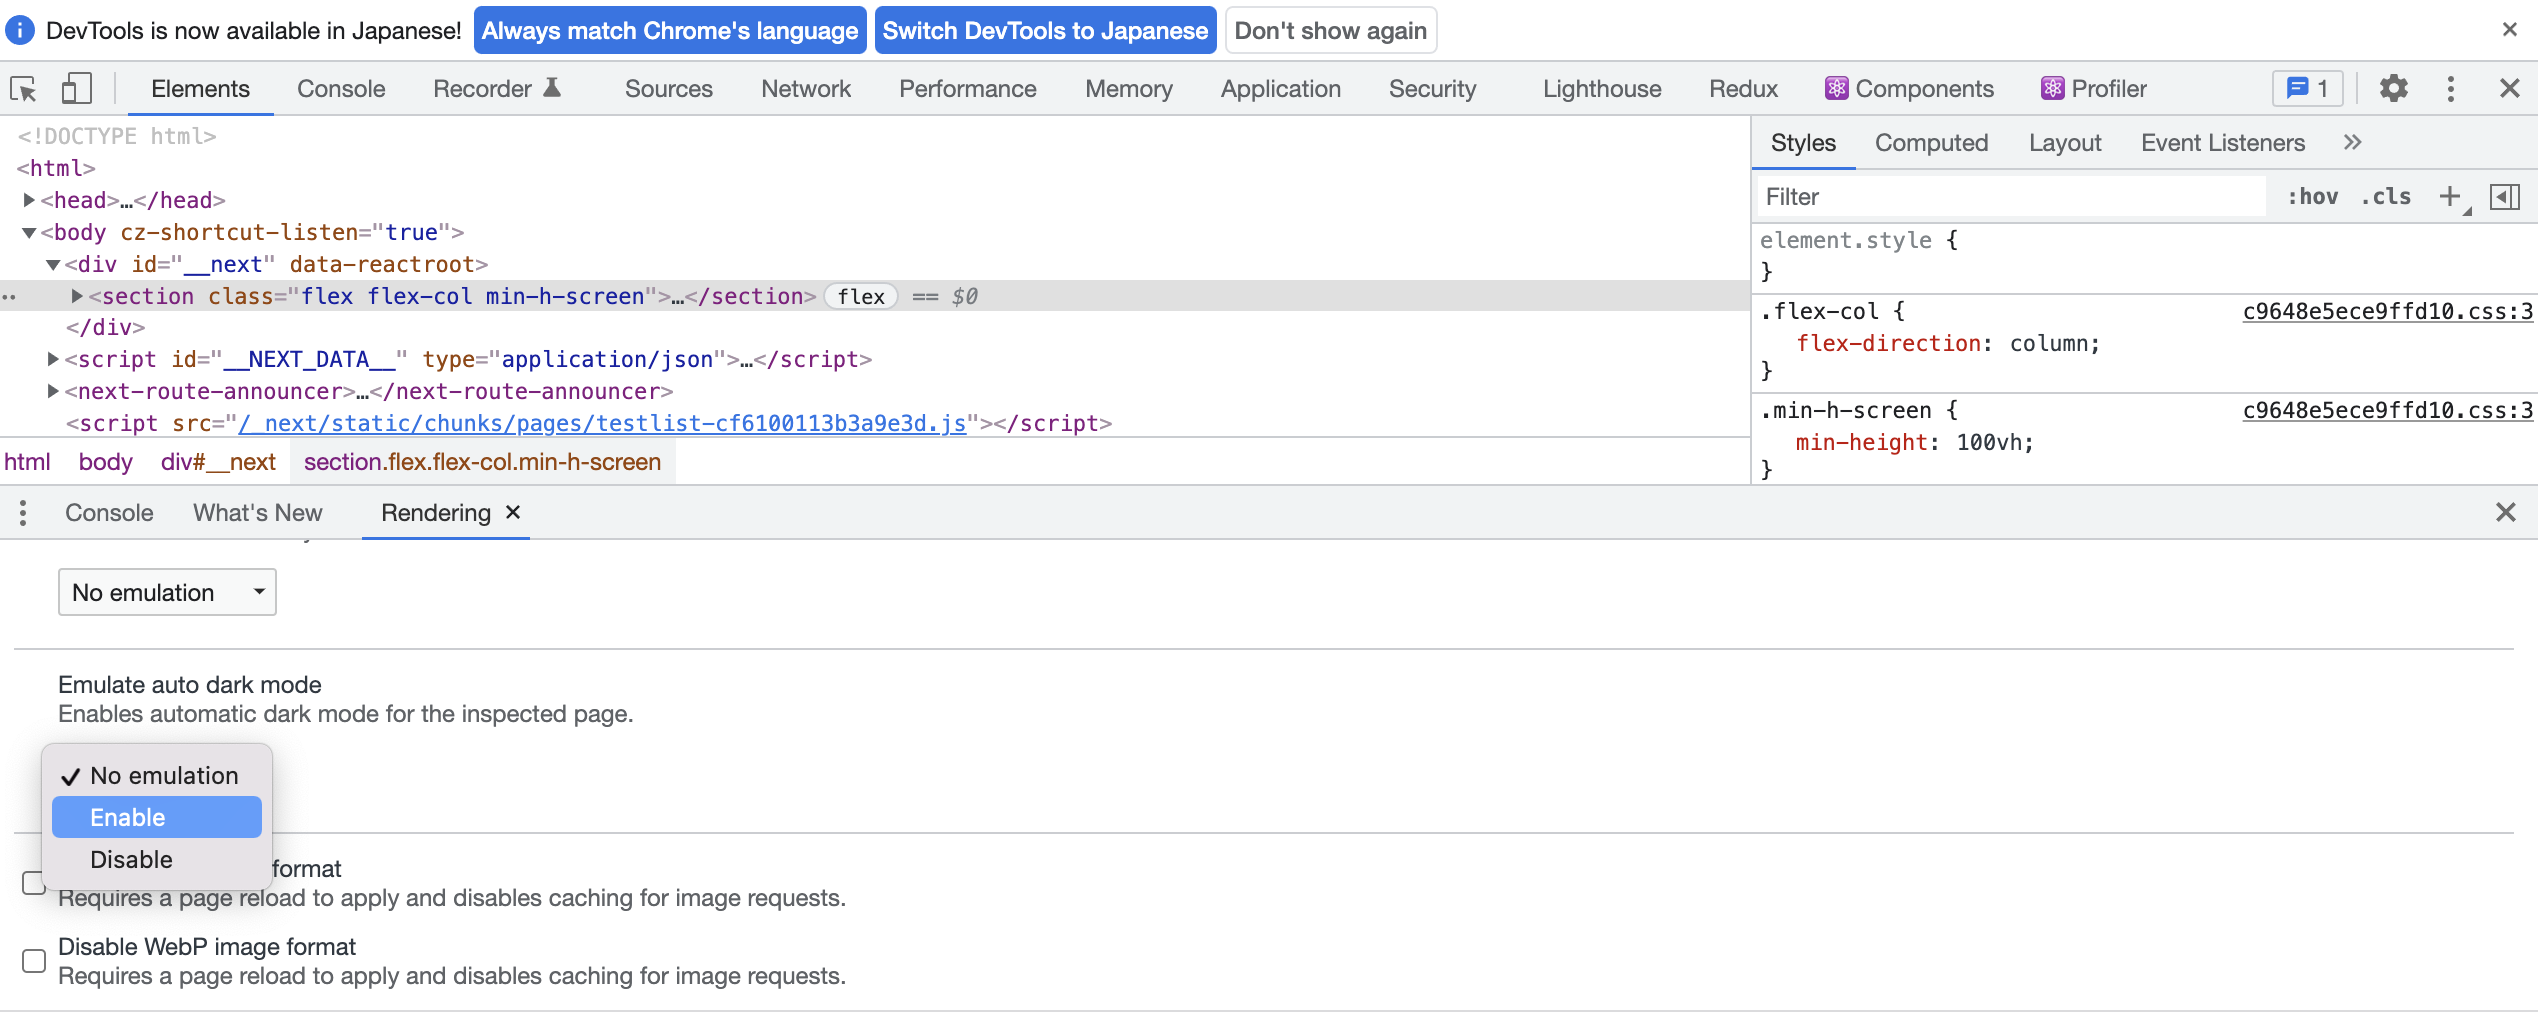 DevTools is now available in Japanese! Always match Chrome's language Switch DevTools to Japanese Don't show again
Elements Console Recorder Sources Network Performance Memory Application Security Lighthouse Redux Components Profiler 1
<!DOCTYPE html>
<html>
<head>…</head>
<body cz-shortcut-listen="true">
<div id="__next" data-reactroot>
<section class="flex flex-col min-h-screen">…</section> flex == $0
</div>
<script id="__NEXT_DATA__" type="application/json">…</script>
<next-route-announcer>…</next-route-announcer>
<script src="/_next/static/chunks/pages/testlist-cf6100113b3a9e3d.js"></script>
html body div#__next section.flex.flex-col.min-h-screen
Styles Computed Layout Event Listeners »
Filter :hov .cls +
element.style {
}
.flex-col { c9648e5ece9ffd10.css:3
flex-direction: column;
}
.min-h-screen { c9648e5ece9ffd10.css:3
min-height: 100vh;
}
Console What's New Rendering
No emulation
Emulate auto dark mode
Enables automatic dark mode for the inspected page.
✓ No emulation
Enable
Disable
format
Requires a page reload to apply and disables caching for image requests.
Disable WebP image format
Requires a page reload to apply and disables caching for image requests.